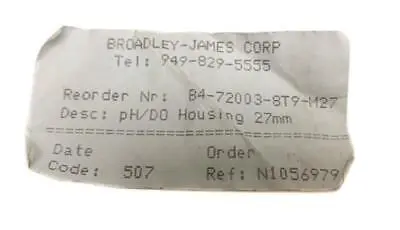 BROADLEY-JAMES CORP
Tel: 949-829-5555
Reorder Nr: B4-72003-8T9-M27
Desc: pH/DO Housing 27mm
Date Order
Code: 507 Ref: N1056979